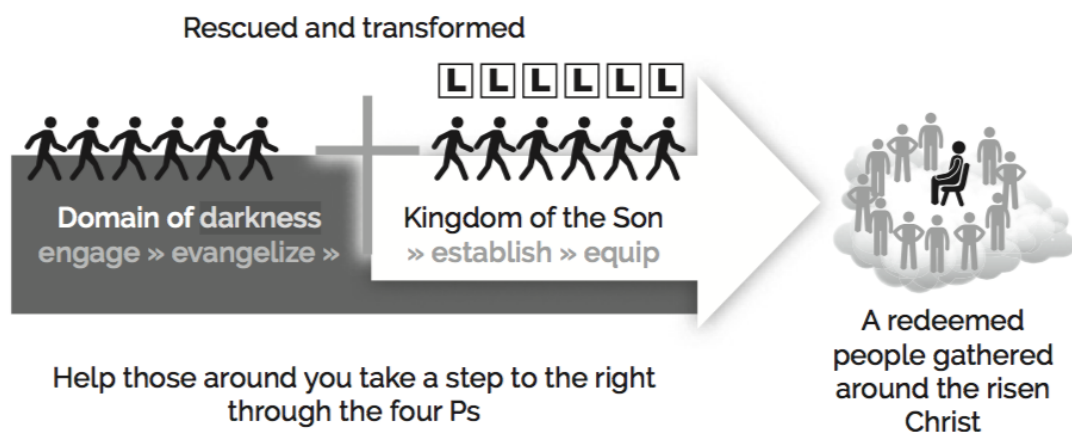 Rescued and transformed
L L L L L L
Domain of darkness
engage » evangelize »
Kingdom of the Son
» establish » equip
A redeemed
people gathered
around the risen
Christ
Help those around you take a step to the right
through the four Ps